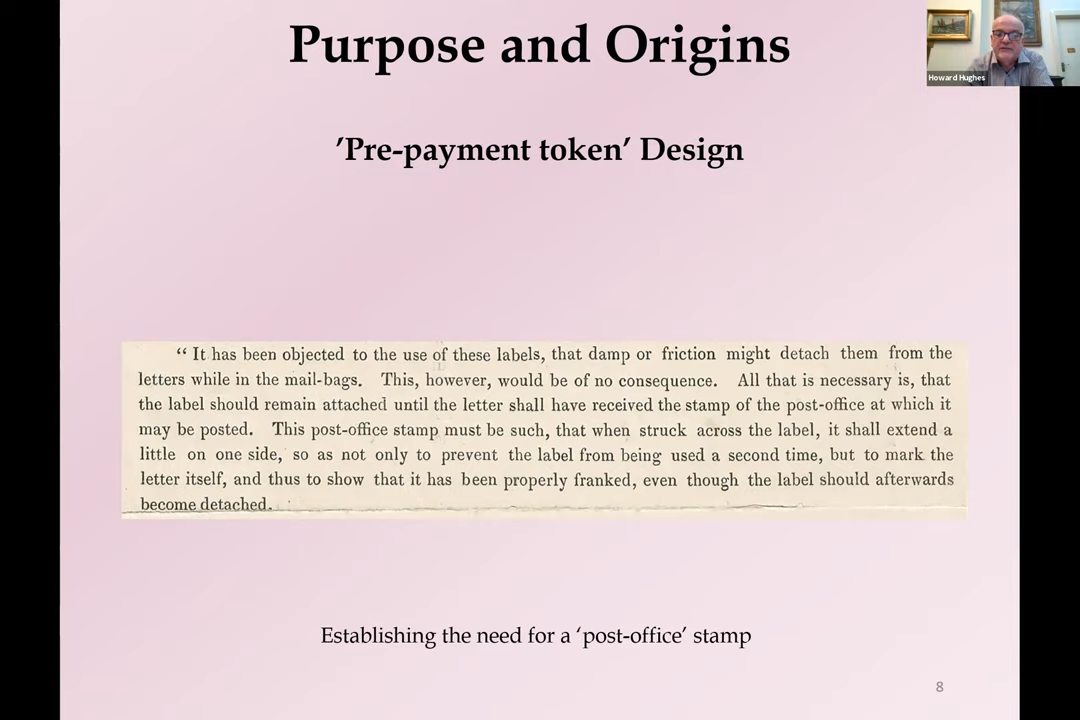 Purpose and Origins
Howard Hughes
’Pre-payment token’ Design
“ It has been objected to the use of these labels, that damp or friction might detach them from the
letters while in the mail-bags. This, however, would be of no consequence. All that is necessary is, that
the label should remain attached until the letter shall have received the stamp of the post-office at which it
may be posted. This post-office stamp must be such, that when struck across the label, it shall extend a
little on one side, so as not only to prevent the label from being used a second time, but to mark the
letter itself, and thus to show that it has been properly franked, even though the label should afterwards
become detached.
Establishing the need for a ‘post-office’ stamp
8